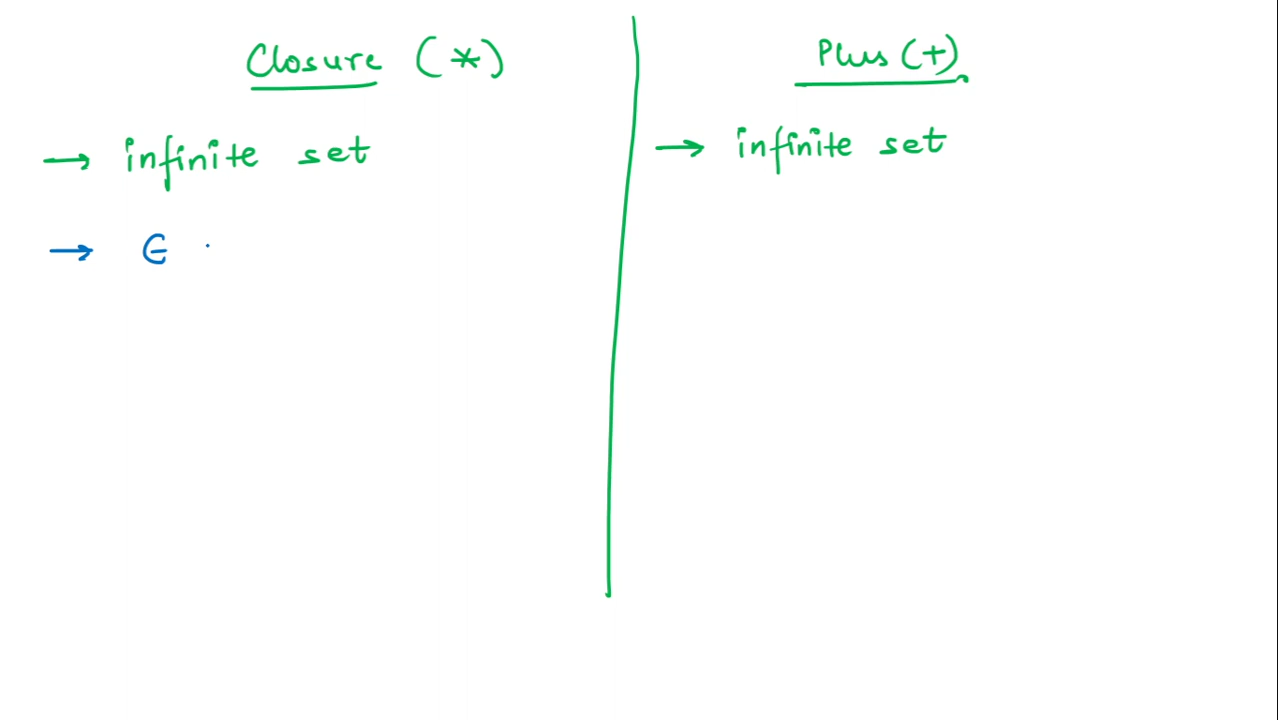 Closure (*)
→ infinite set
→ ∈
Plus (+)
→ infinite set